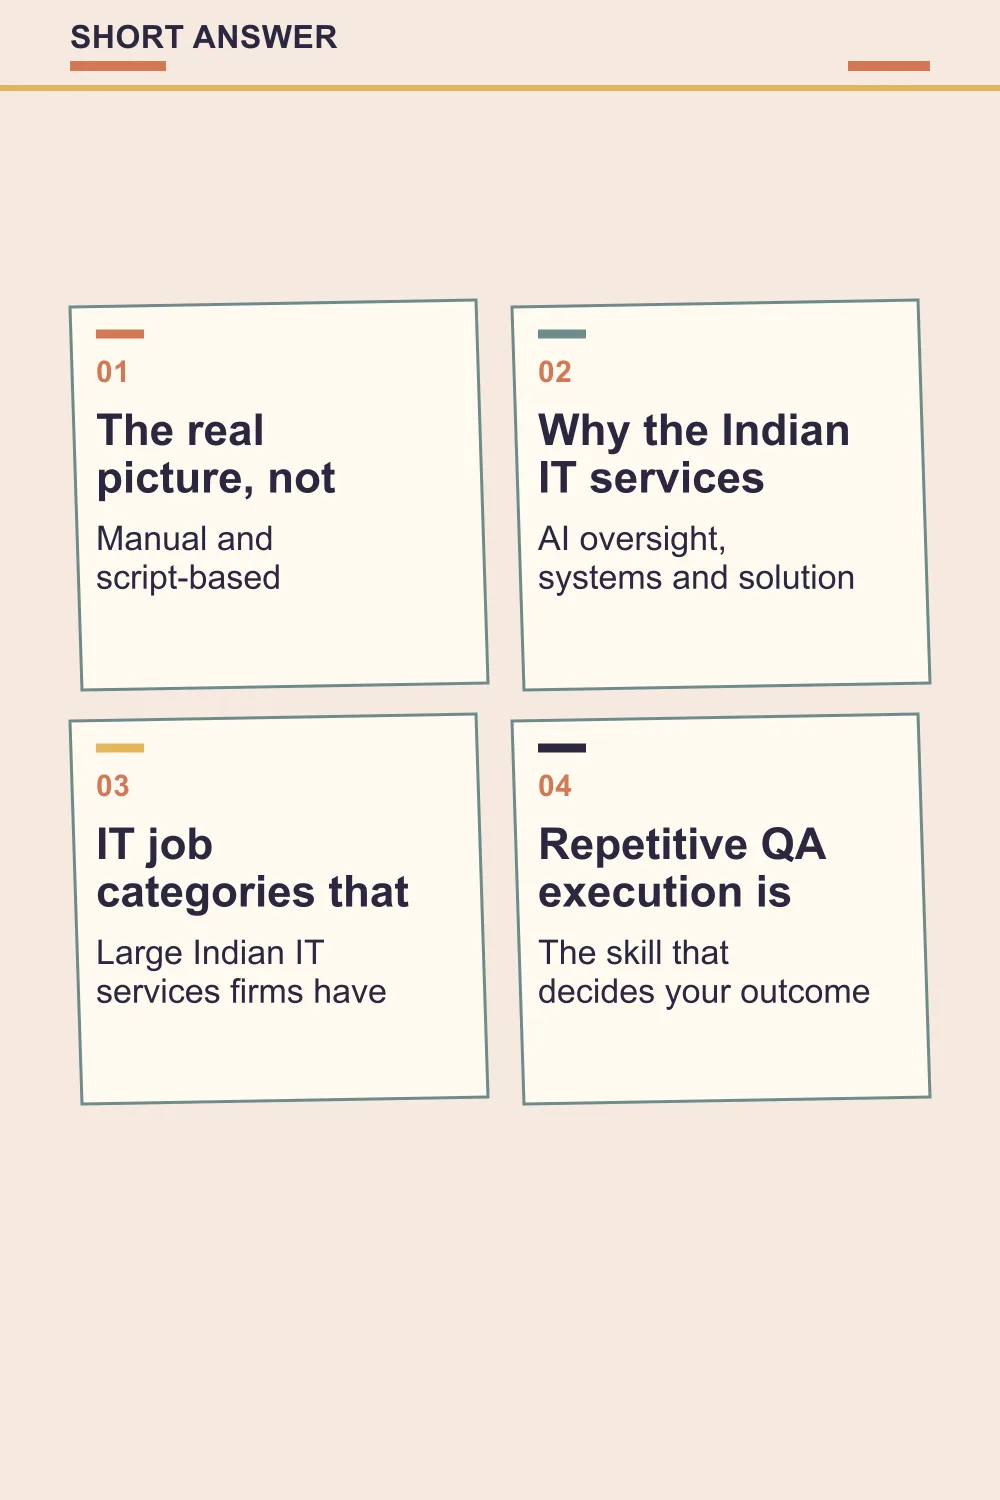 SHORT ANSWER
01
The real
picture, not
Manual and
script-based
02
Why the Indian
IT services
AI oversight,
systems and solution
03
IT job
categories that
Large Indian IT
services firms have
04
Repetitive QA
execution is
The skill that
decides your outcome